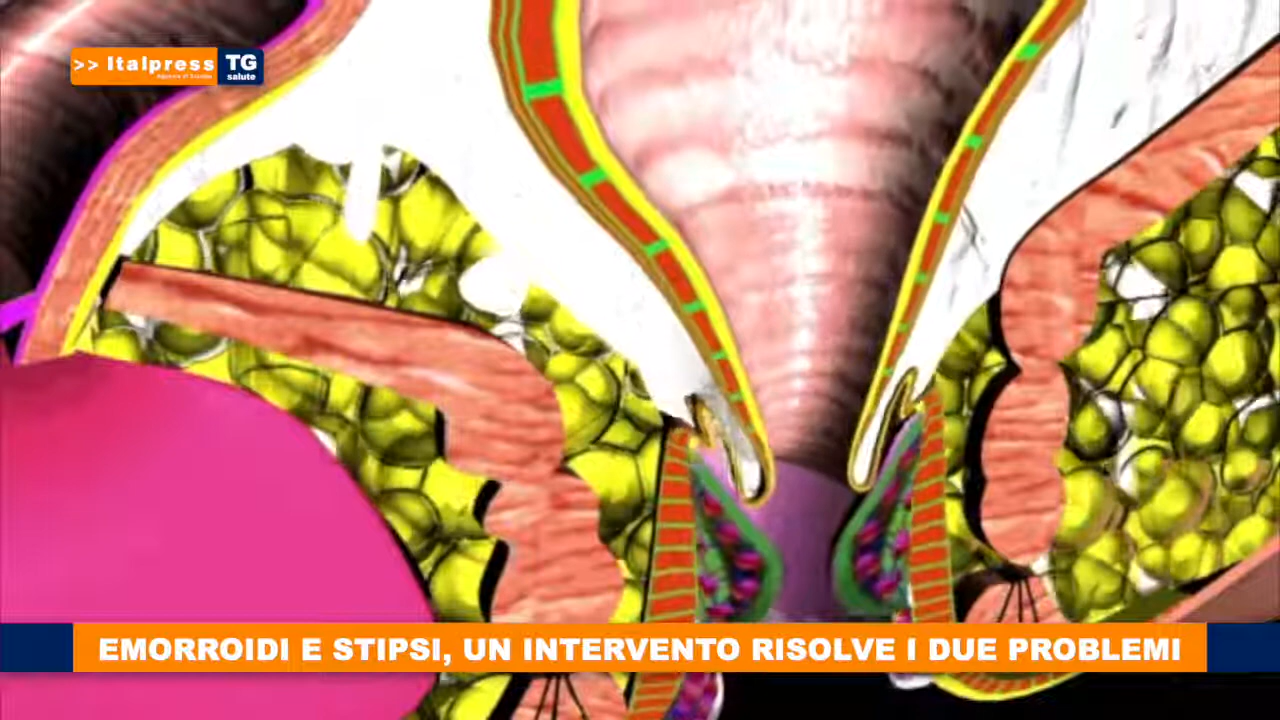 >> Italpress
TG
salute
EMORROIDI E STIPSI, UN INTERVENTO RISOLVE I DUE PROBLEMI